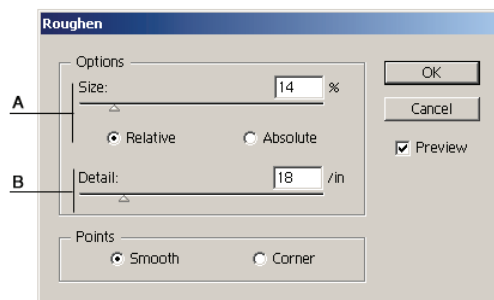 Roughen
Options
Size: 14 %
Relative Absolute
Detail: 18 /in
Points
Smooth Corner
OK
Cancel
Preview
A
B